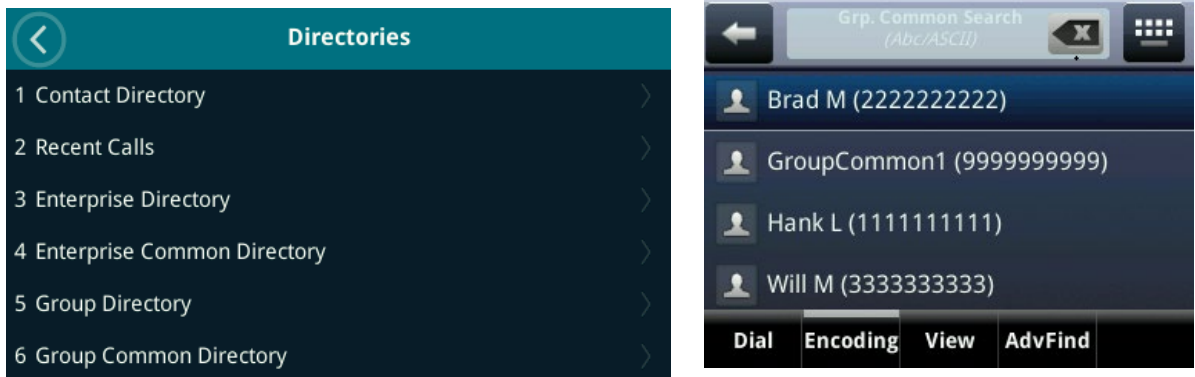 Directories
1 Contact Directory
2 Recent Calls
3 Enterprise Directory
4 Enterprise Common Directory
5 Group Directory
6 Group Common Directory
Grp. Common Search
(Abc/ASCII)
Brad M (2222222222)
GroupCommon1 (9999999999)
Hank L (1111111111)
Will M (3333333333)
Dial Encoding View AdvFind